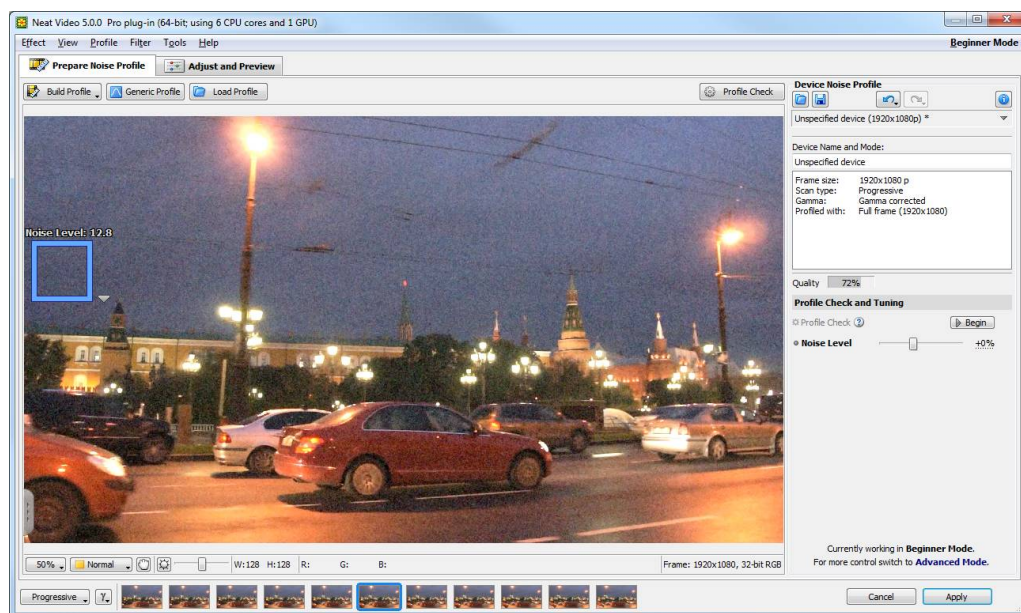 Neat Video 5.0.0 Pro plug-in (64-bit; using 6 CPU cores and 1 GPU)
Effect View Profile Filter Tools Help Beginner Mode
Prepare Noise Profile Adjust and Preview
Build Profile Generic Profile Load Profile Profile Check
Device Noise Profile
Unspecified device (1920x1080p) *
Device Name and Mode:
Unspecified device
Frame size: 1920x1080 p
Scan type: Progressive
Gamma: Gamma corrected
Profiled with: Full frame (1920x1080)
Noise Level: 12.8
Quality 72%
Profile Check and Tuning
Profile Check ? Begin
Noise Level +0%
Currently working in Beginner Mode.
For more control switch to Advanced Mode.
50% Normal W:128 H:128 R: G: B: Frame: 1920x1080, 32-bit RGB
Progressive γ Cancel Apply